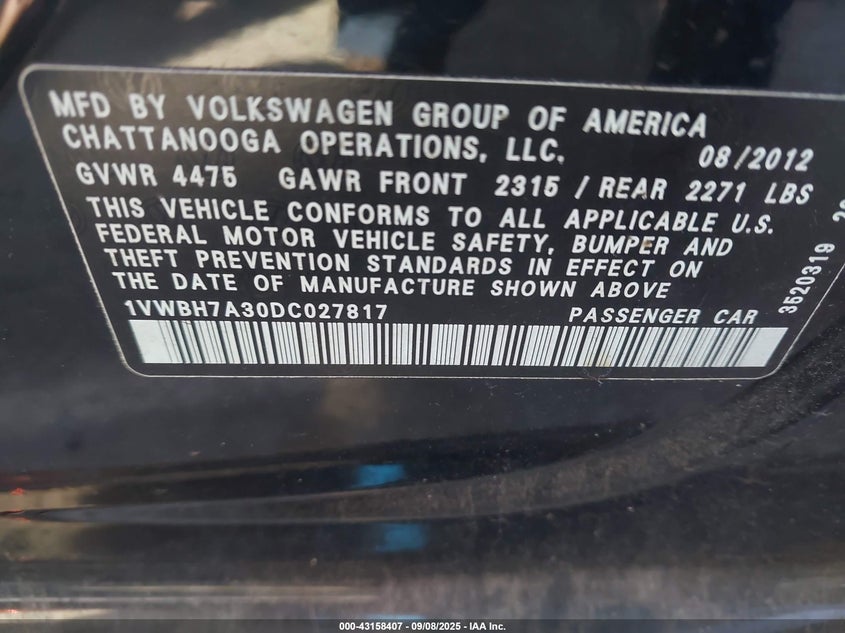 MFD BY VOLKSWAGEN GROUP OF AMERICA
CHATTANOOGA OPERATIONS, LLC. 08/2012
GVWR 4475 GAWR FRONT 2315 / REAR 2271 LBS
THIS VEHICLE CONFORMS TO ALL APPLICABLE U.S.
FEDERAL MOTOR VEHICLE SAFETY, BUMPER AND
THEFT PREVENTION STANDARDS IN EFFECT ON
THE DATE OF MANUFACTURE SHOWN ABOVE
1VWBH7A30DC027817 PASSENGER CAR
3520319
000-43158407 - 09/08/2025 - IAA Inc.